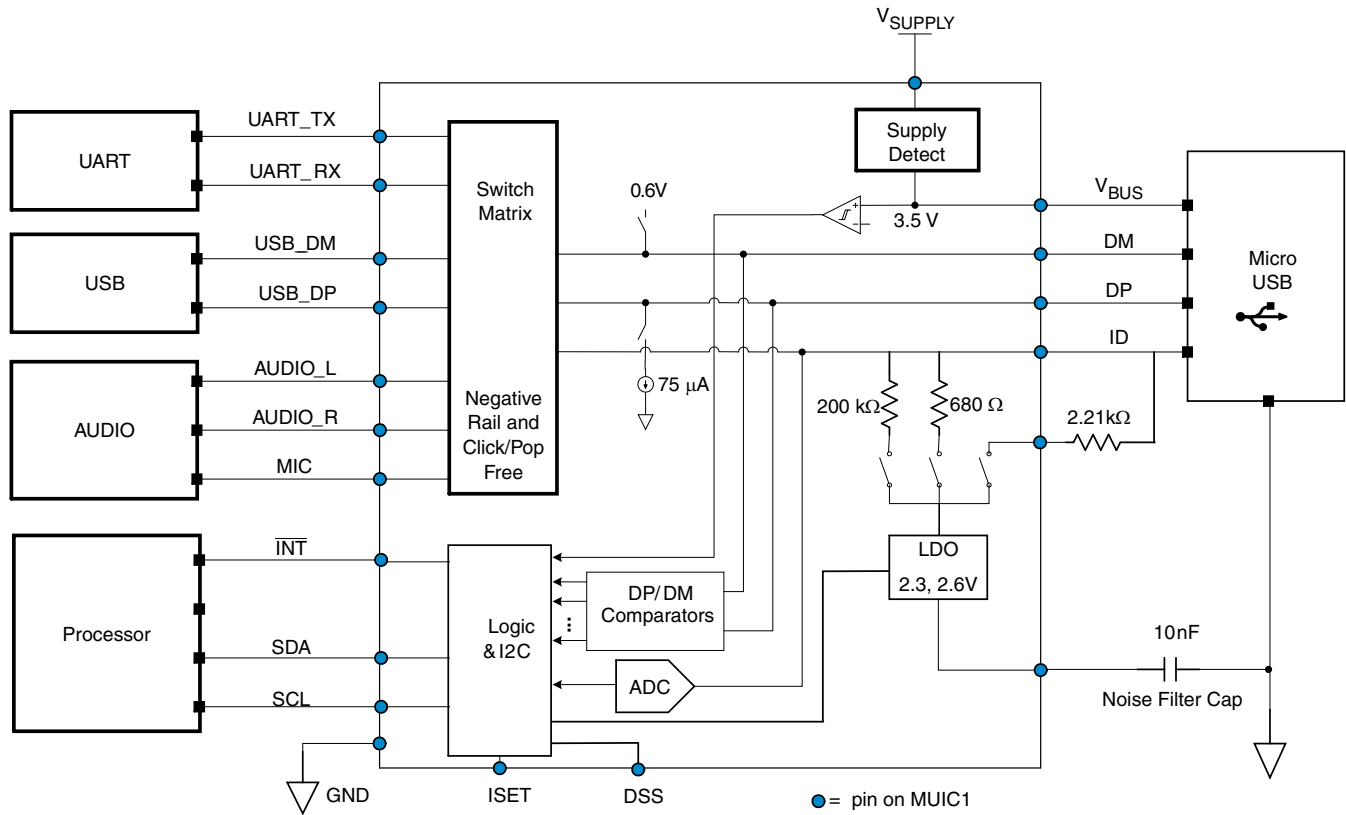 V_SUPPLY
UART
UART_TX
UART_RX
USB
USB_DM
USB_DP
AUDIO
AUDIO_L
AUDIO_R
MIC
Processor
INT
SDA
SCL
GND
Switch
Matrix
Negative
Rail and
Click/Pop
Free
Supply
Detect
0.6V
+
−
3.5 V
75 µA
200 kΩ
680 Ω
2.21kΩ
V_BUS
DM
DP
ID
Micro
USB
LDO
2.3, 2.6V
Logic
& I2C
DP/DM
Comparators
ADC
10nF
Noise Filter Cap
ISET
DSS
= pin on MUIC1